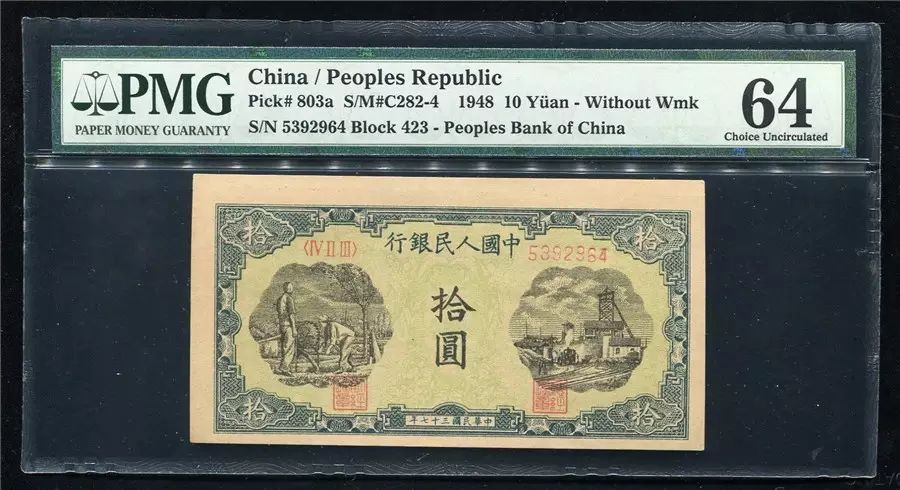 PMG
PAPER MONEY GUARANTY
China / Peoples Republic
Pick# 803a S/M#C282-4 1948 10 Yüan - Without Wmk
S/N 5392964 Block 423 - Peoples Bank of China
64
Choice Uncirculated
行銀民人國中
拾
拾
〈IV II III〉
5392964
拾圓
拾
拾
年七十三國民華中